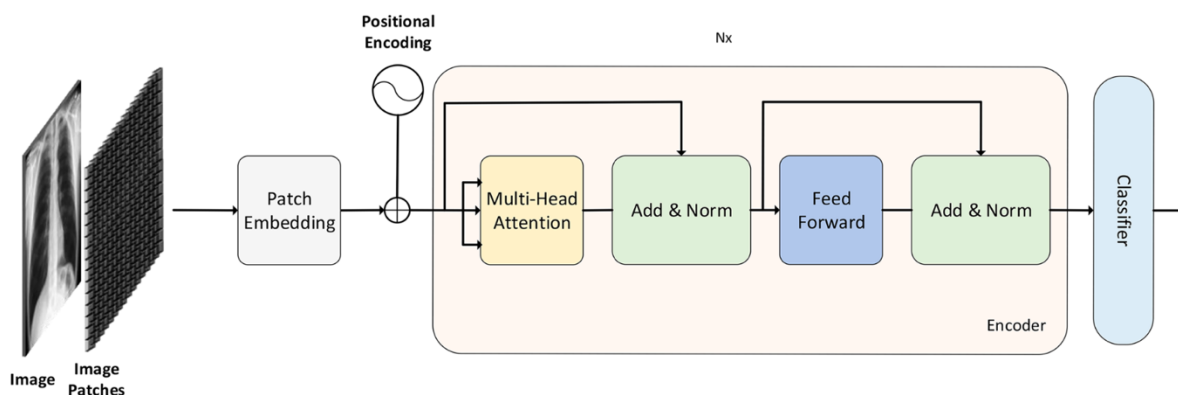 Positional
Encoding
Nx
Patch
Embedding
Multi-Head
Attention
Add & Norm
Feed
Forward
Add & Norm
Classifier
Encoder
Image
Image
Patches